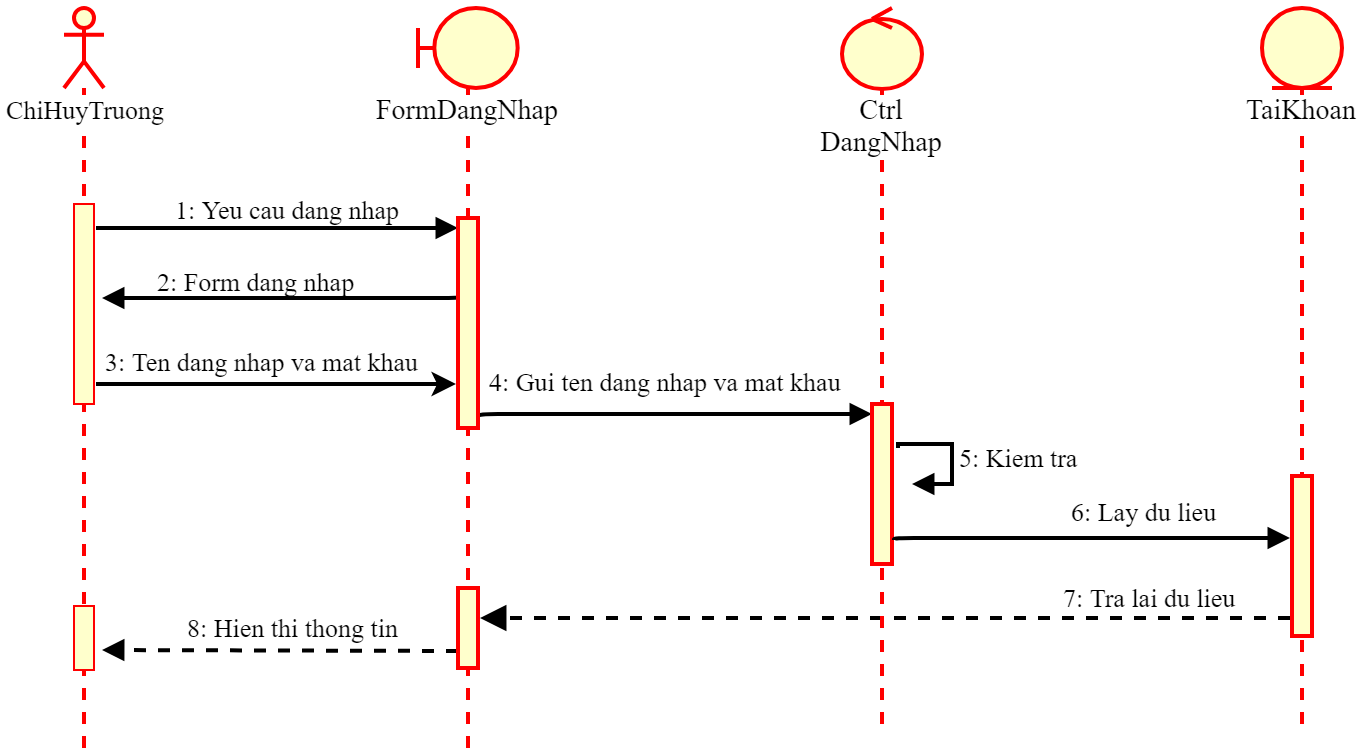 ChiHuyTruong
FormDangNhap
Ctrl
DangNhap
TaiKhoan
1: Yeu cau dang nhap
2: Form dang nhap
3: Ten dang nhap va mat khau
4: Gui ten dang nhap va mat khau
5: Kiem tra
6: Lay du lieu
7: Tra lai du lieu
8: Hien thi thong tin